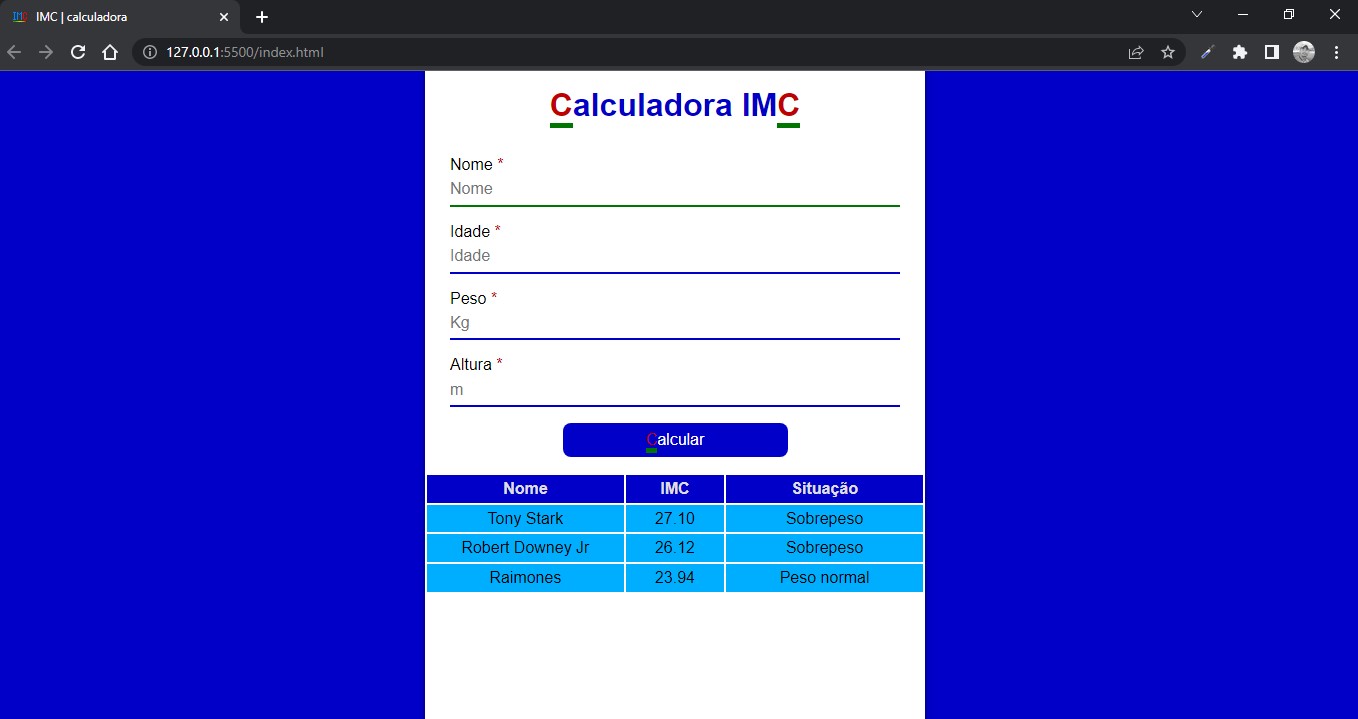 IMC | calculadora
127.0.0.1:5500/index.html
Calculadora IMC
Nome *
Nome
Idade *
Idade
Peso *
Kg
Altura *
m
Calcular
Nome IMC Situação
Tony Stark 27.10 Sobrepeso
Robert Downey Jr 26.12 Sobrepeso
Raimones 23.94 Peso normal